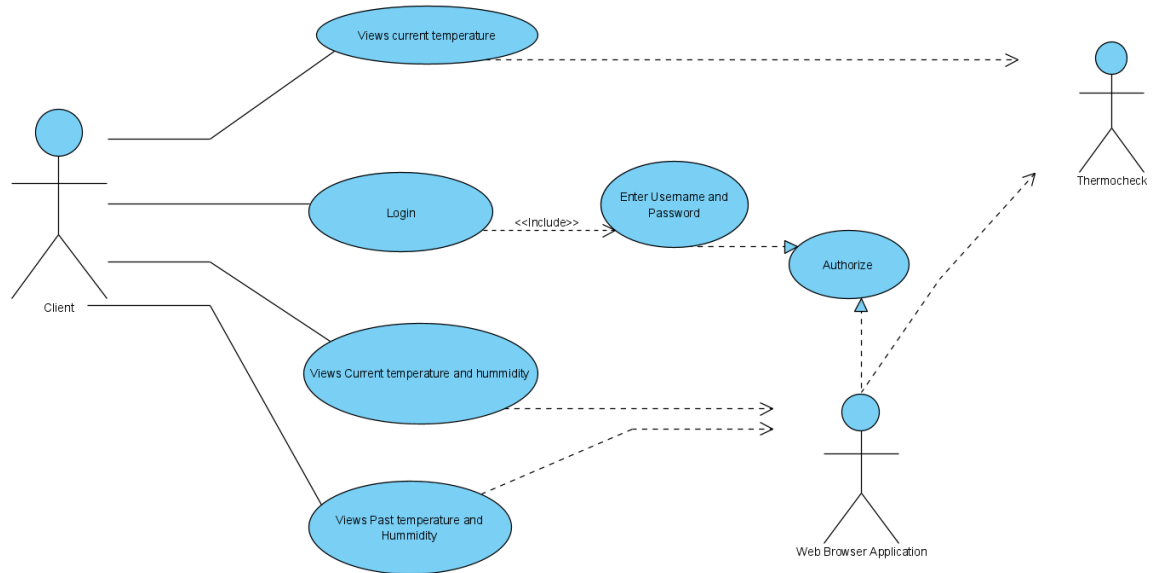 Views current temperature
Client
Login
<<Include>>
Enter Username and
Password
Authorize
Thermocheck
Views Current temperature and hummidity
Views Past temperature and
Hummidity
Web Browser Application